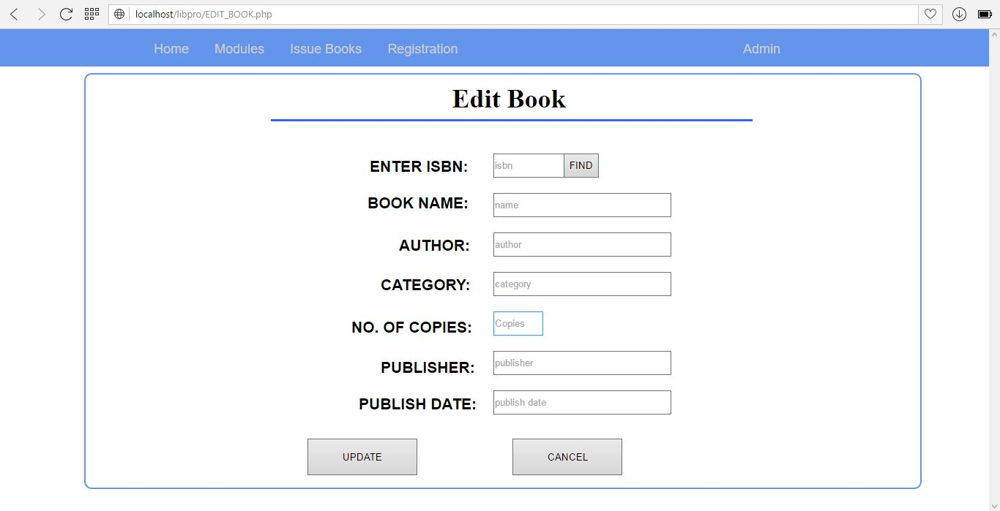 localhost/libpro/EDIT_BOOK.php
Home Modules Issue Books Registration Admin
Edit Book
ENTER ISBN: isbn FIND
BOOK NAME: name
AUTHOR: author
CATEGORY: category
NO. OF COPIES: Copies
PUBLISHER: publisher
PUBLISH DATE: publish date
UPDATE CANCEL